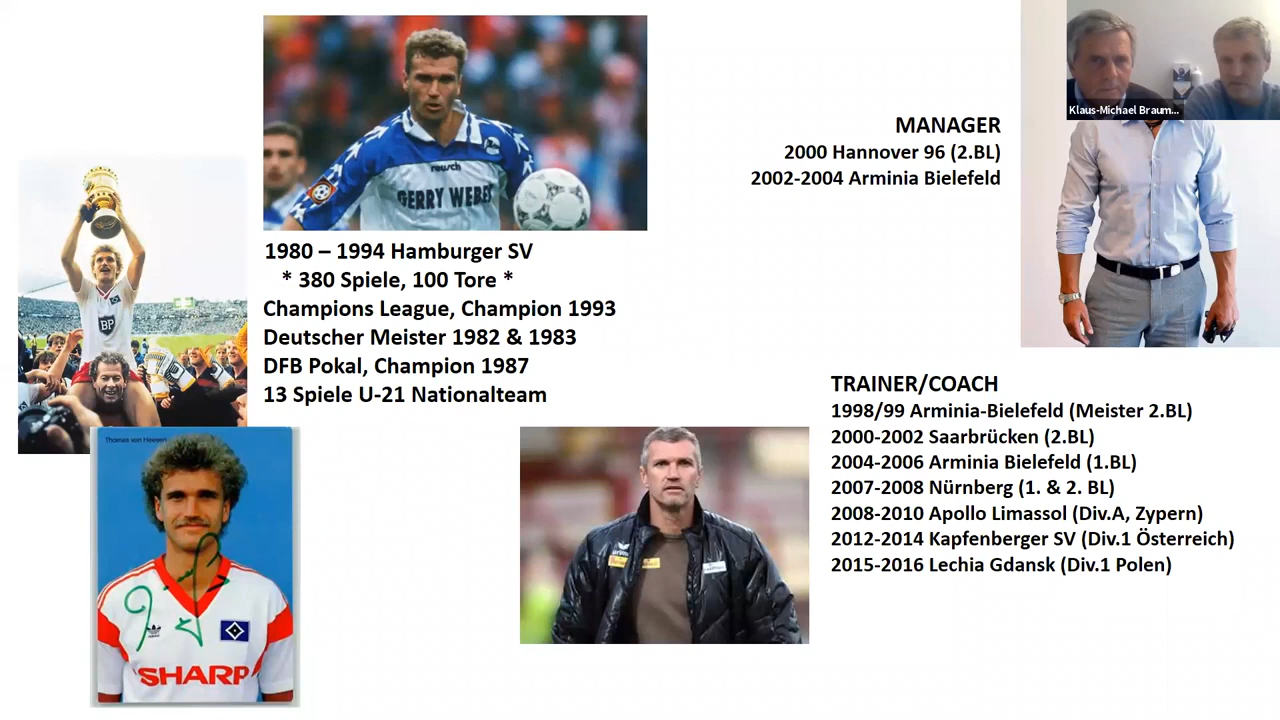 reusch
GERRY WEBER
BP
1980 – 1994 Hamburger SV
* 380 Spiele, 100 Tore *
Champions League, Champion 1993
Deutscher Meister 1982 & 1983
DFB Pokal, Champion 1987
13 Spiele U-21 Nationalteam
Thomas von Heesen
SHARP
MANAGER
2000 Hannover 96 (2.BL)
2002-2004 Arminia Bielefeld
Klaus-Michael Braum...
TRAINER/COACH
1998/99 Arminia-Bielefeld (Meister 2.BL)
2000-2002 Saarbrücken (2.BL)
2004-2006 Arminia Bielefeld (1.BL)
2007-2008 Nürnberg (1. & 2. BL)
2008-2010 Apollo Limassol (Div.A, Zypern)
2012-2014 Kapfenberger SV (Div.1 Österreich)
2015-2016 Lechia Gdansk (Div.1 Polen)